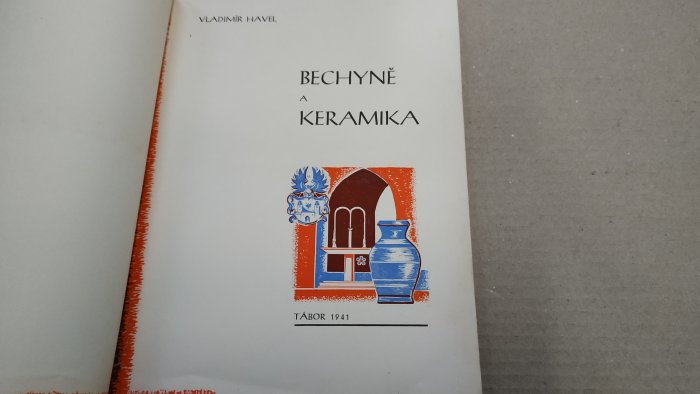 VLADIMÍR HAVEL
BECHYNĚ
A
KERAMIKA
TÁBOR 1941